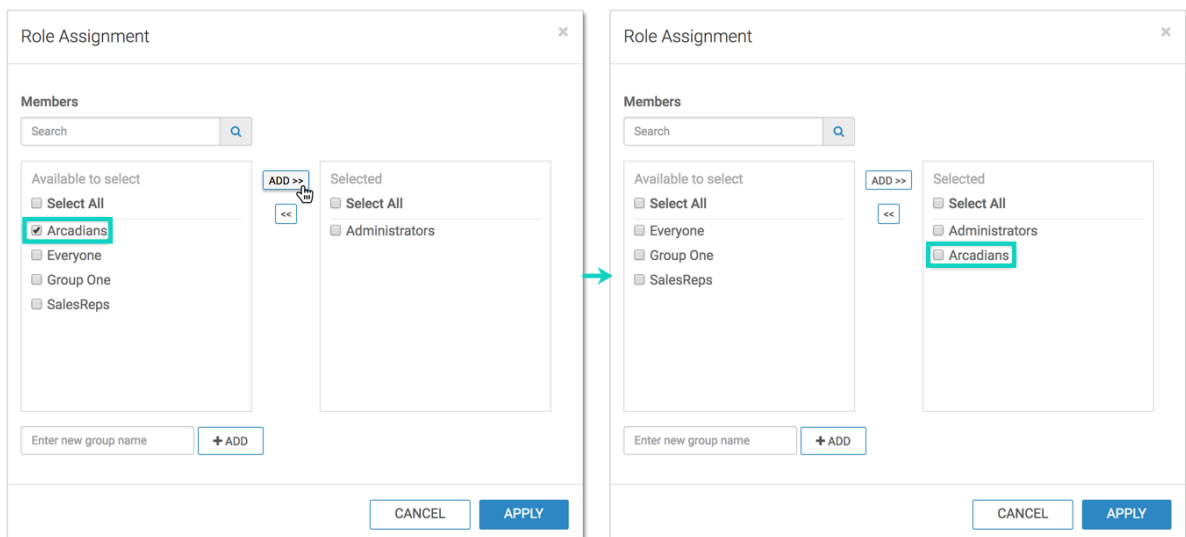 Role Assignment ×
Members
Search
Available to select
Select All
Arcadians
Everyone
Group One
SalesReps
ADD >>
<<
Selected
Select All
Administrators
Enter new group name
+ ADD
CANCEL
APPLY
Role Assignment ×
Members
Search
Available to select
Select All
Everyone
Group One
SalesReps
ADD >>
<<
Selected
Select All
Administrators
Arcadians
Enter new group name
+ ADD
CANCEL
APPLY